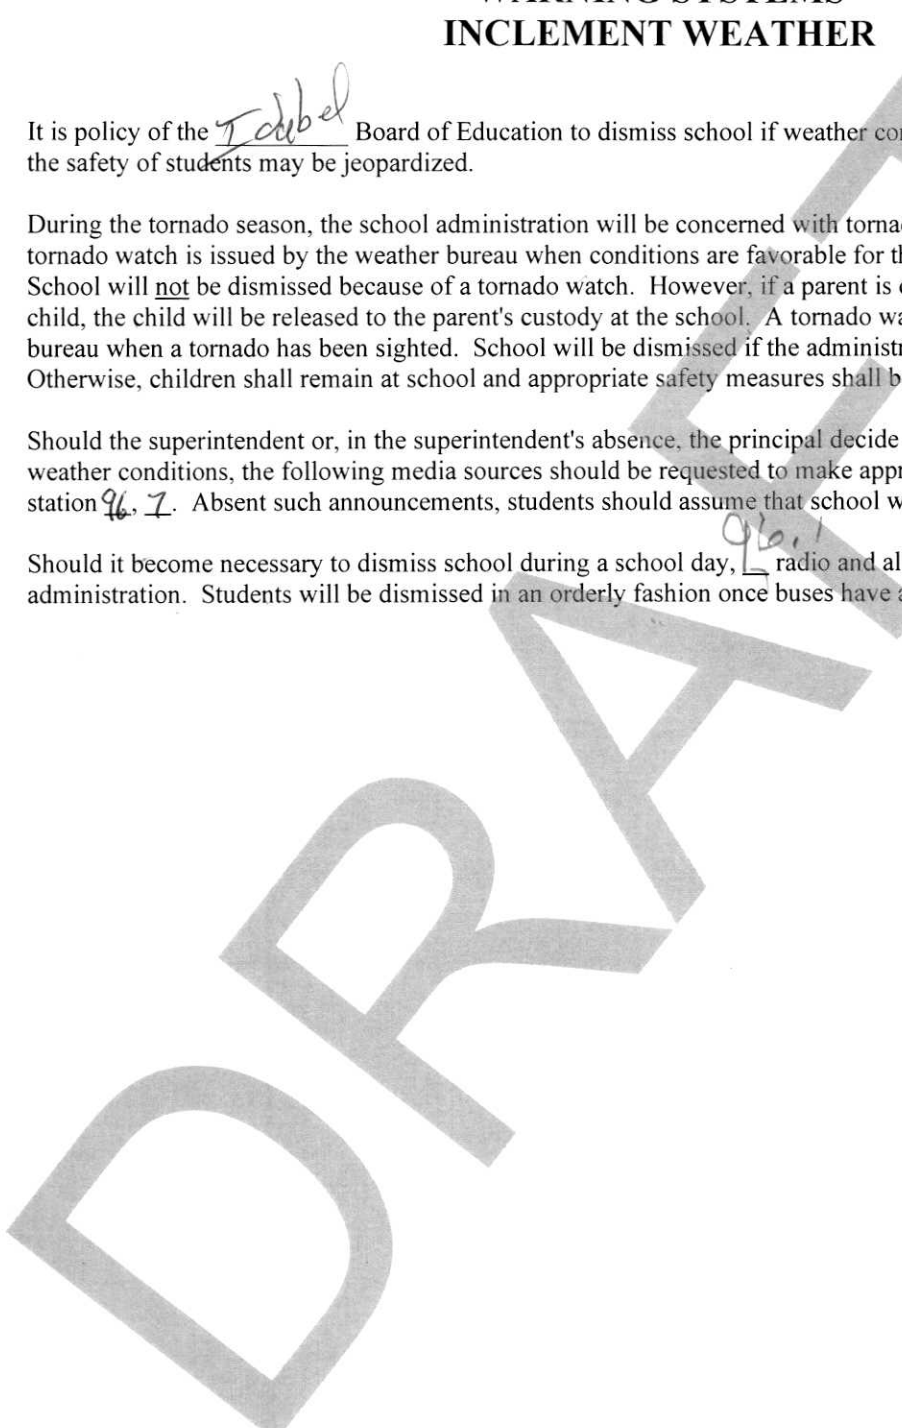 WARNING SYSTEMS
INCLEMENT WEATHER
It is policy of the Idabel Board of Education to dismiss school if weather
the safety of students may be jeopardized.
During the tornado season, the school administration will be concerned with
tornado watch is issued by the weather bureau when conditions are favorable for
School will not be dismissed because of a tornado watch. However, if a parent is
child, the child will be released to the parent's custody at the school. A tornado
bureau when a tornado has been sighted. School will be dismissed if the
Otherwise, children shall remain at school and appropriate safety measures shall
Should the superintendent or, in the superintendent's absence, the principal decide
weather conditions, the following media sources should be requested to make
station 96, 7. Absent such announcements, students should assume that school
Should it become necessary to dismiss school during a school day, radio and
administration. Students will be dismissed in an orderly fashion once buses have
DRAFT